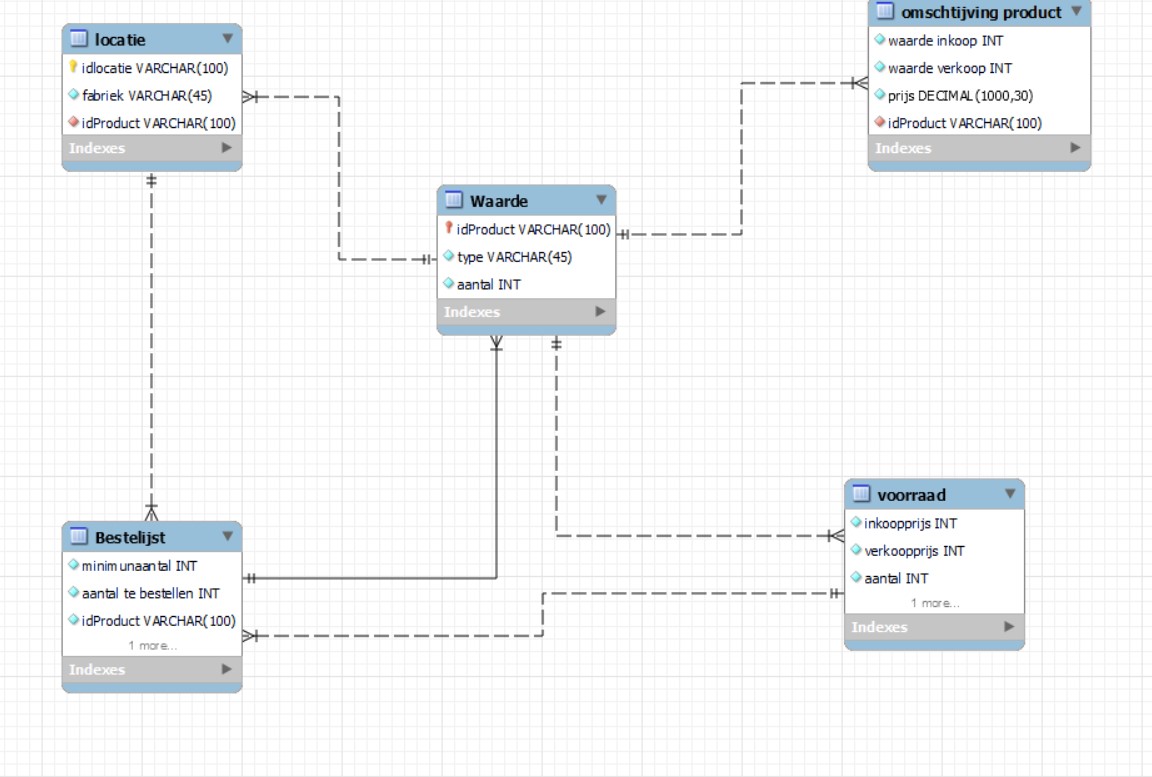 locatie
idlocatie VARCHAR(100)
fabriek VARCHAR(45)
idProduct VARCHAR(100)
Indexes
omschtijving product
waarde inkoop INT
waarde verkoop INT
prijs DECIMAL(1000,30)
idProduct VARCHAR(100)
Indexes
Waarde
idProduct VARCHAR(100)
type VARCHAR(45)
aantal INT
Indexes
Bestelijst
minimunaantal INT
aantal te bestellen INT
idProduct VARCHAR(100)
1 more...
Indexes
voorraad
inkoopprijs INT
verkoopprijs INT
aantal INT
1 more...
Indexes